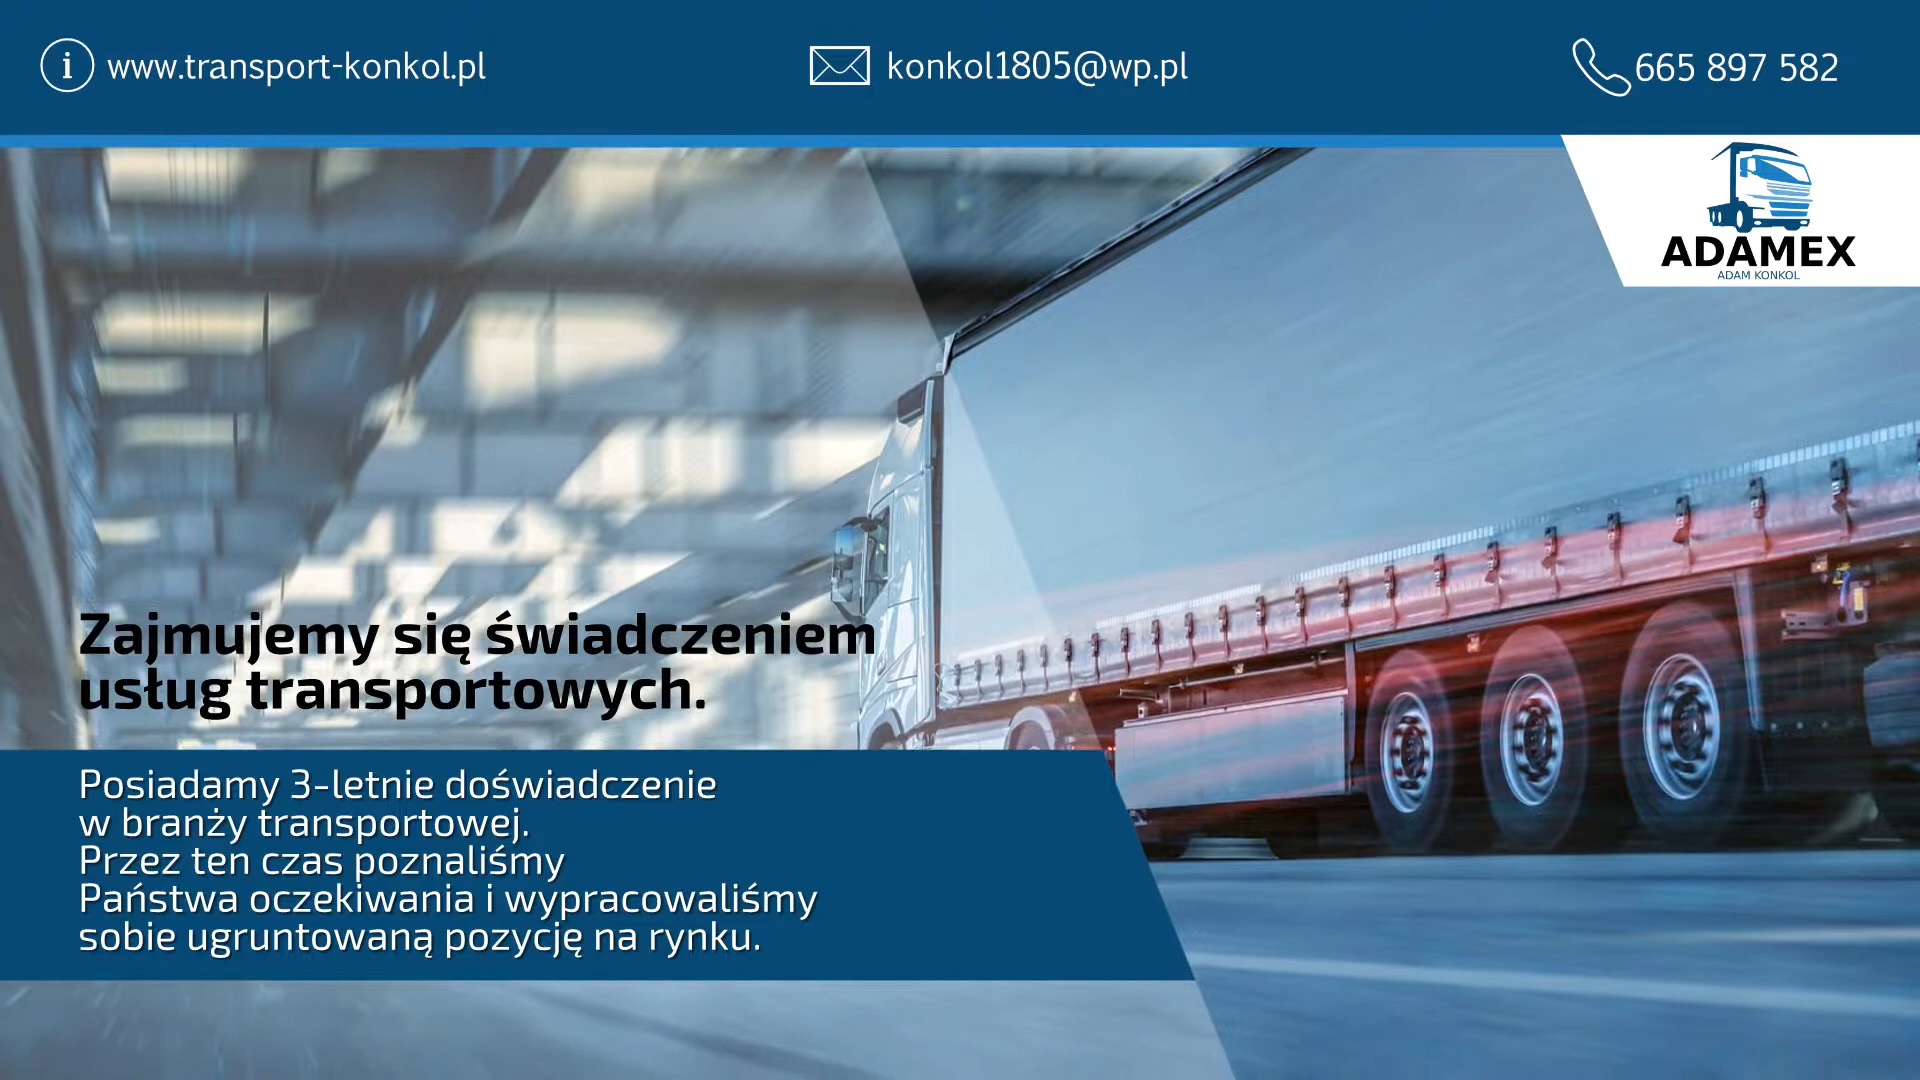 www.transport-konkol.pl
konkol1805@wp.pl
665 897 582
ADAMEX
ADAM KONKOL
Zajmujemy się świadczeniem
usług transportowych.
Posiadamy 3-letnie doświadczenie
w branży transportowej.
Przez ten czas poznaliśmy
Państwa oczekiwania i wypracowaliśmy
sobie ugruntowaną pozycję na rynku.